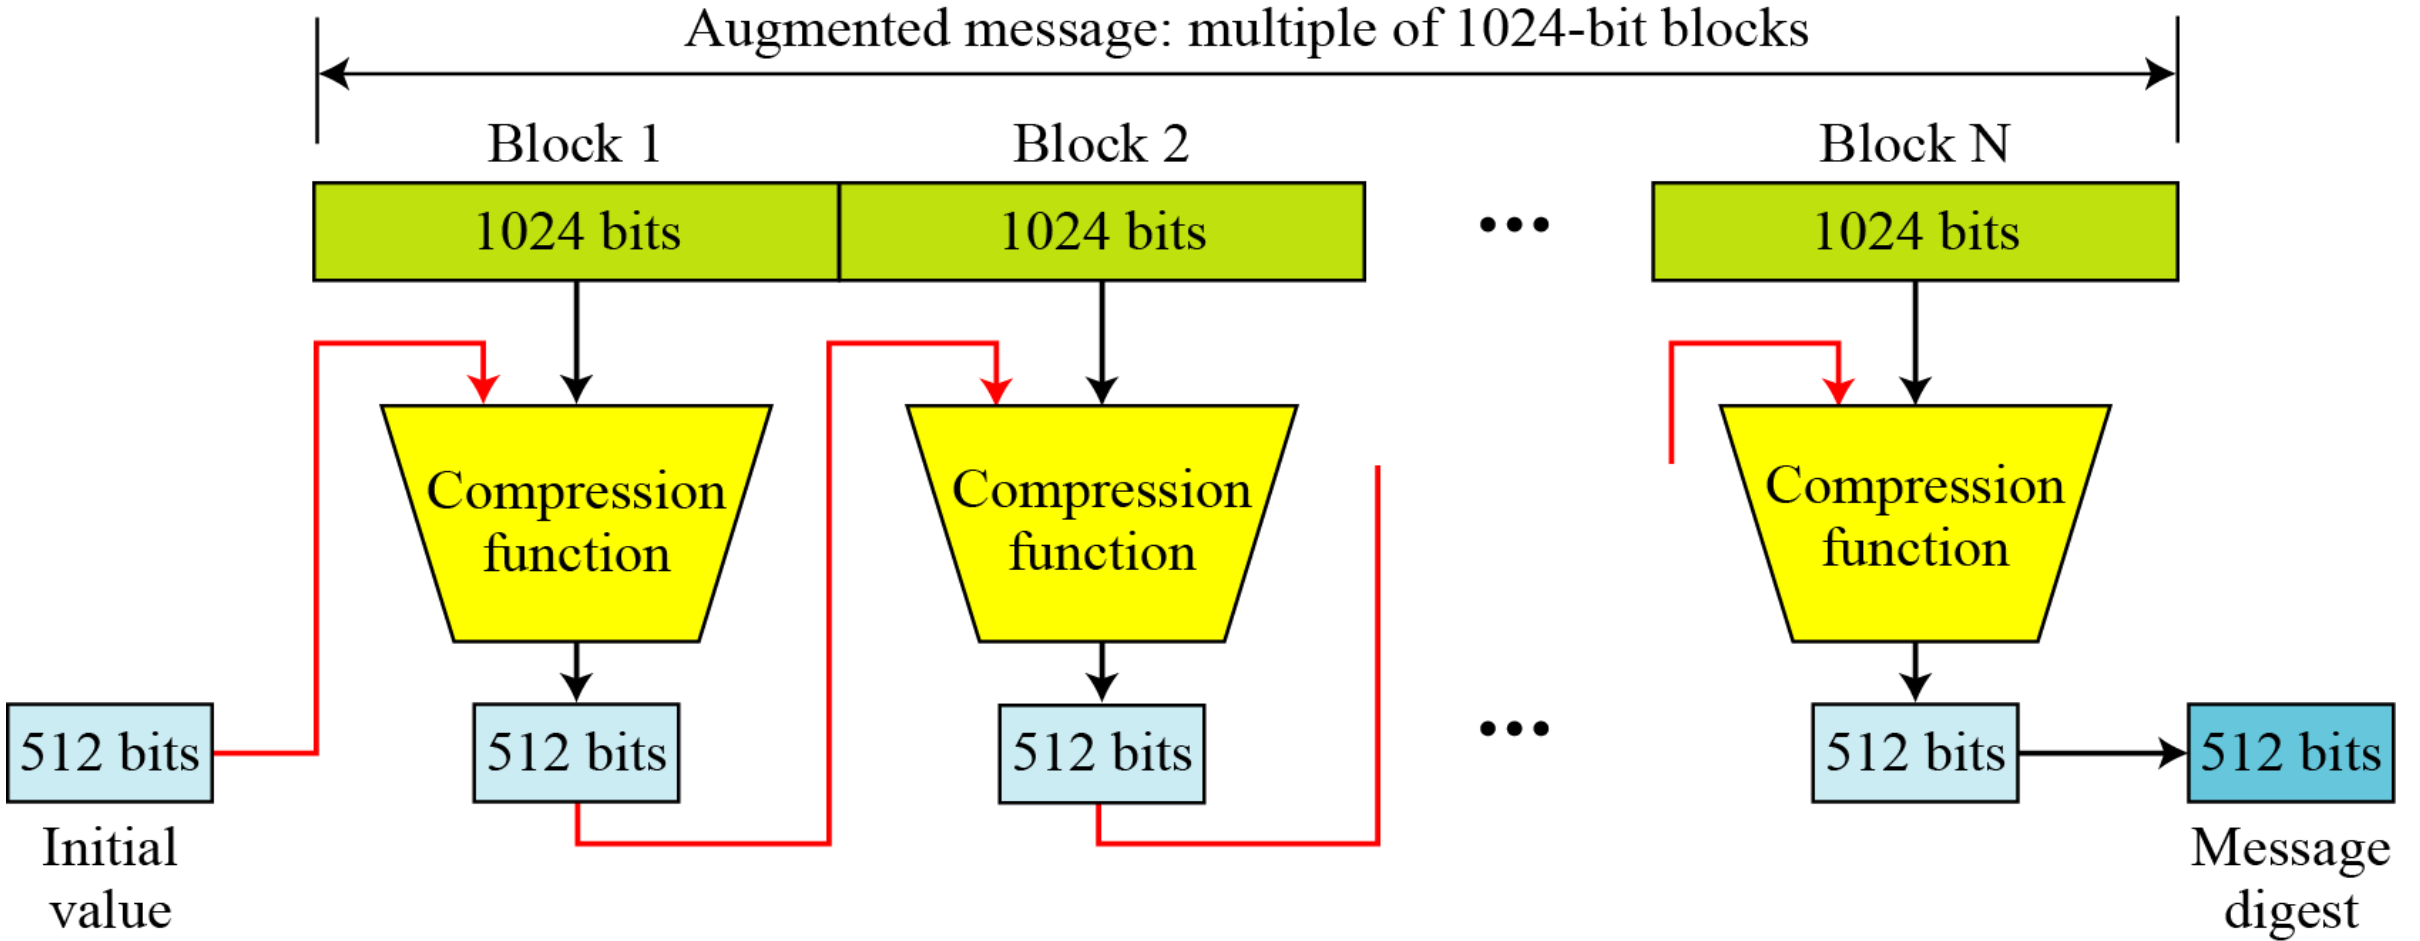 Augmented message: multiple of 1024-bit blocks
Block 1
Block 2
Block N
1024 bits
1024 bits
•••
1024 bits
Compression
function
Compression
function
Compression
function
512 bits
512 bits
512 bits
•••
512 bits
512 bits
Initial
value
Message
digest